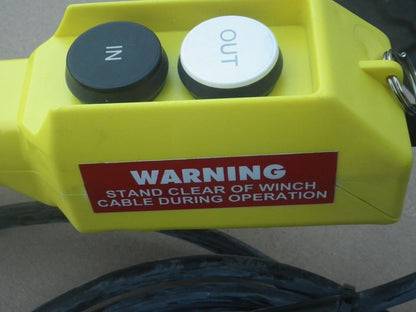 IN
OUT
WARNING
STAND CLEAR OF WINCH
CABLE DURING OPERATION